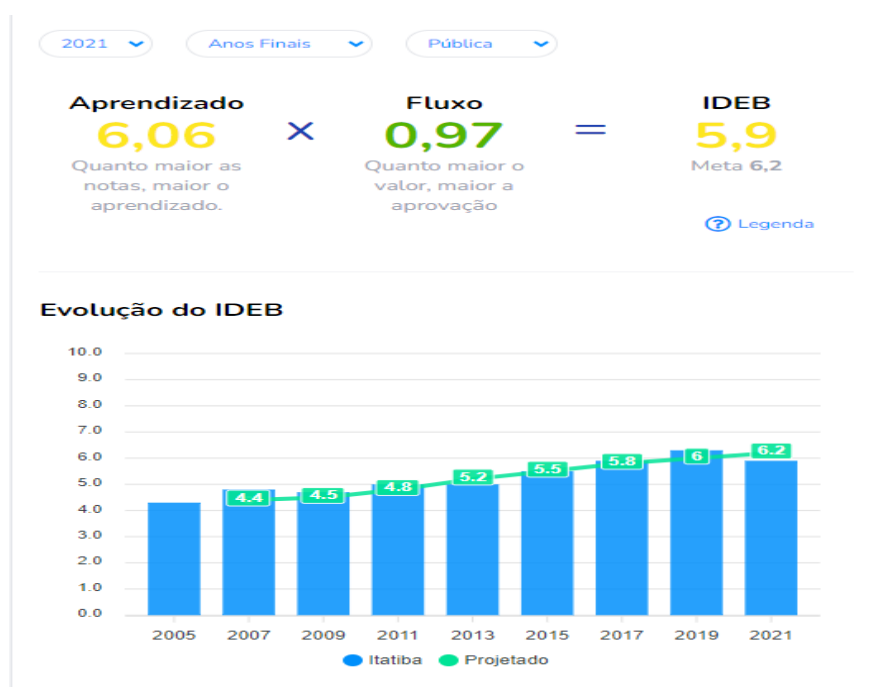 2021 Anos Finais Pública
Aprendizado Fluxo IDEB
6,06 × 0,97 = 5,9
Quanto maior as Quanto maior o Meta 6,2
notas, maior o valor, maior a
aprendizado. aprovação
? Legenda
Evolução do IDEB
10.0
9.0
8.0
7.0
6.0
5.0
4.0
3.0
2.0
1.0
0.0
4.4 4.5 4.8 5.2 5.5 5.8 6 6.2
2005 2007 2009 2011 2013 2015 2017 2019 2021
Itatiba Projetado